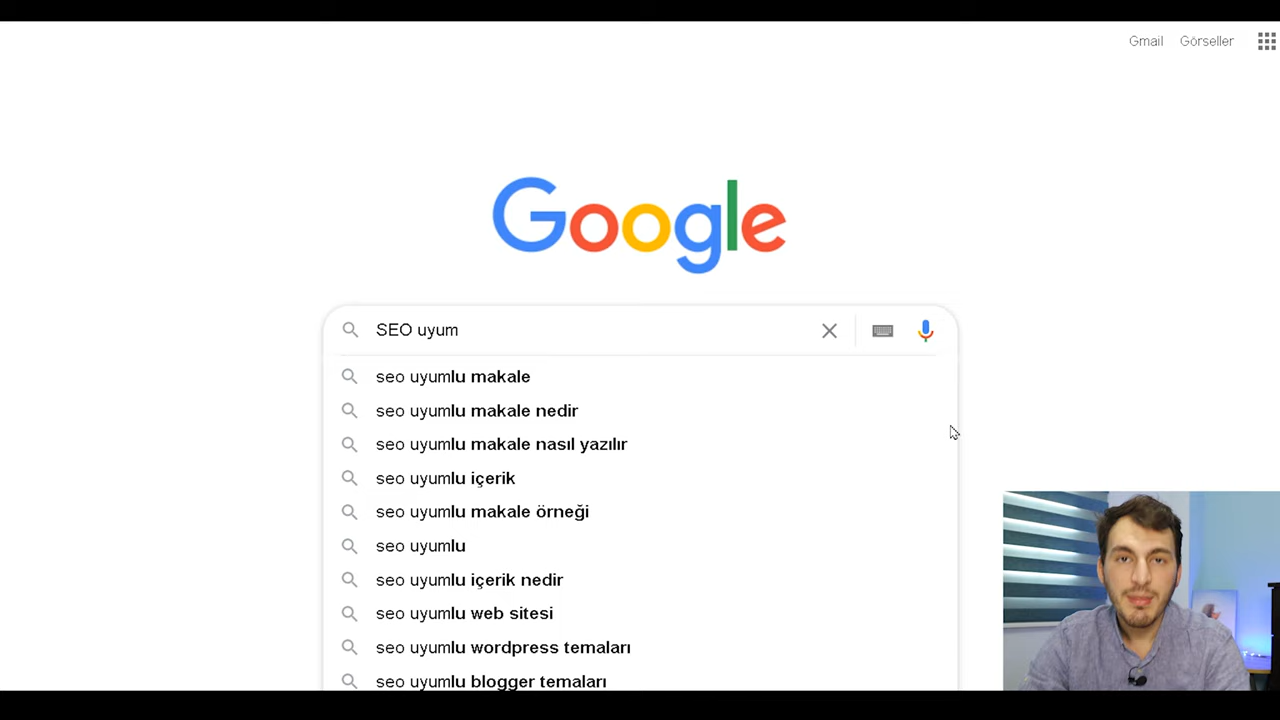 Gmail Görseller
Google
SEO uyum
seo uyumlu makale
seo uyumlu makale nedir
seo uyumlu makale nasıl yazılır
seo uyumlu içerik
seo uyumlu makale örneği
seo uyumlu
seo uyumlu içerik nedir
seo uyumlu web sitesi
seo uyumlu wordpress temaları
seo uyumlu blogger temaları